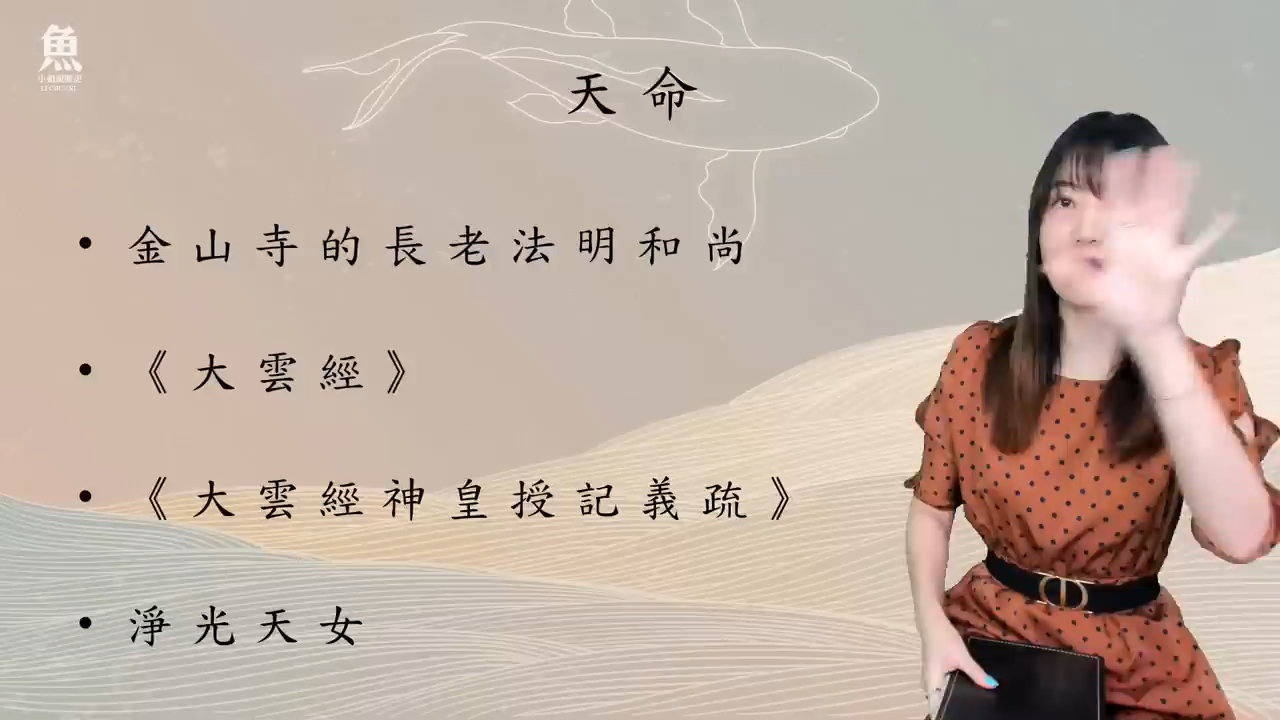 魚
天命
• 金山寺的長老法明和尚
• 《大雲經》
• 《大雲經神皇授記義疏》
• 淨光天女